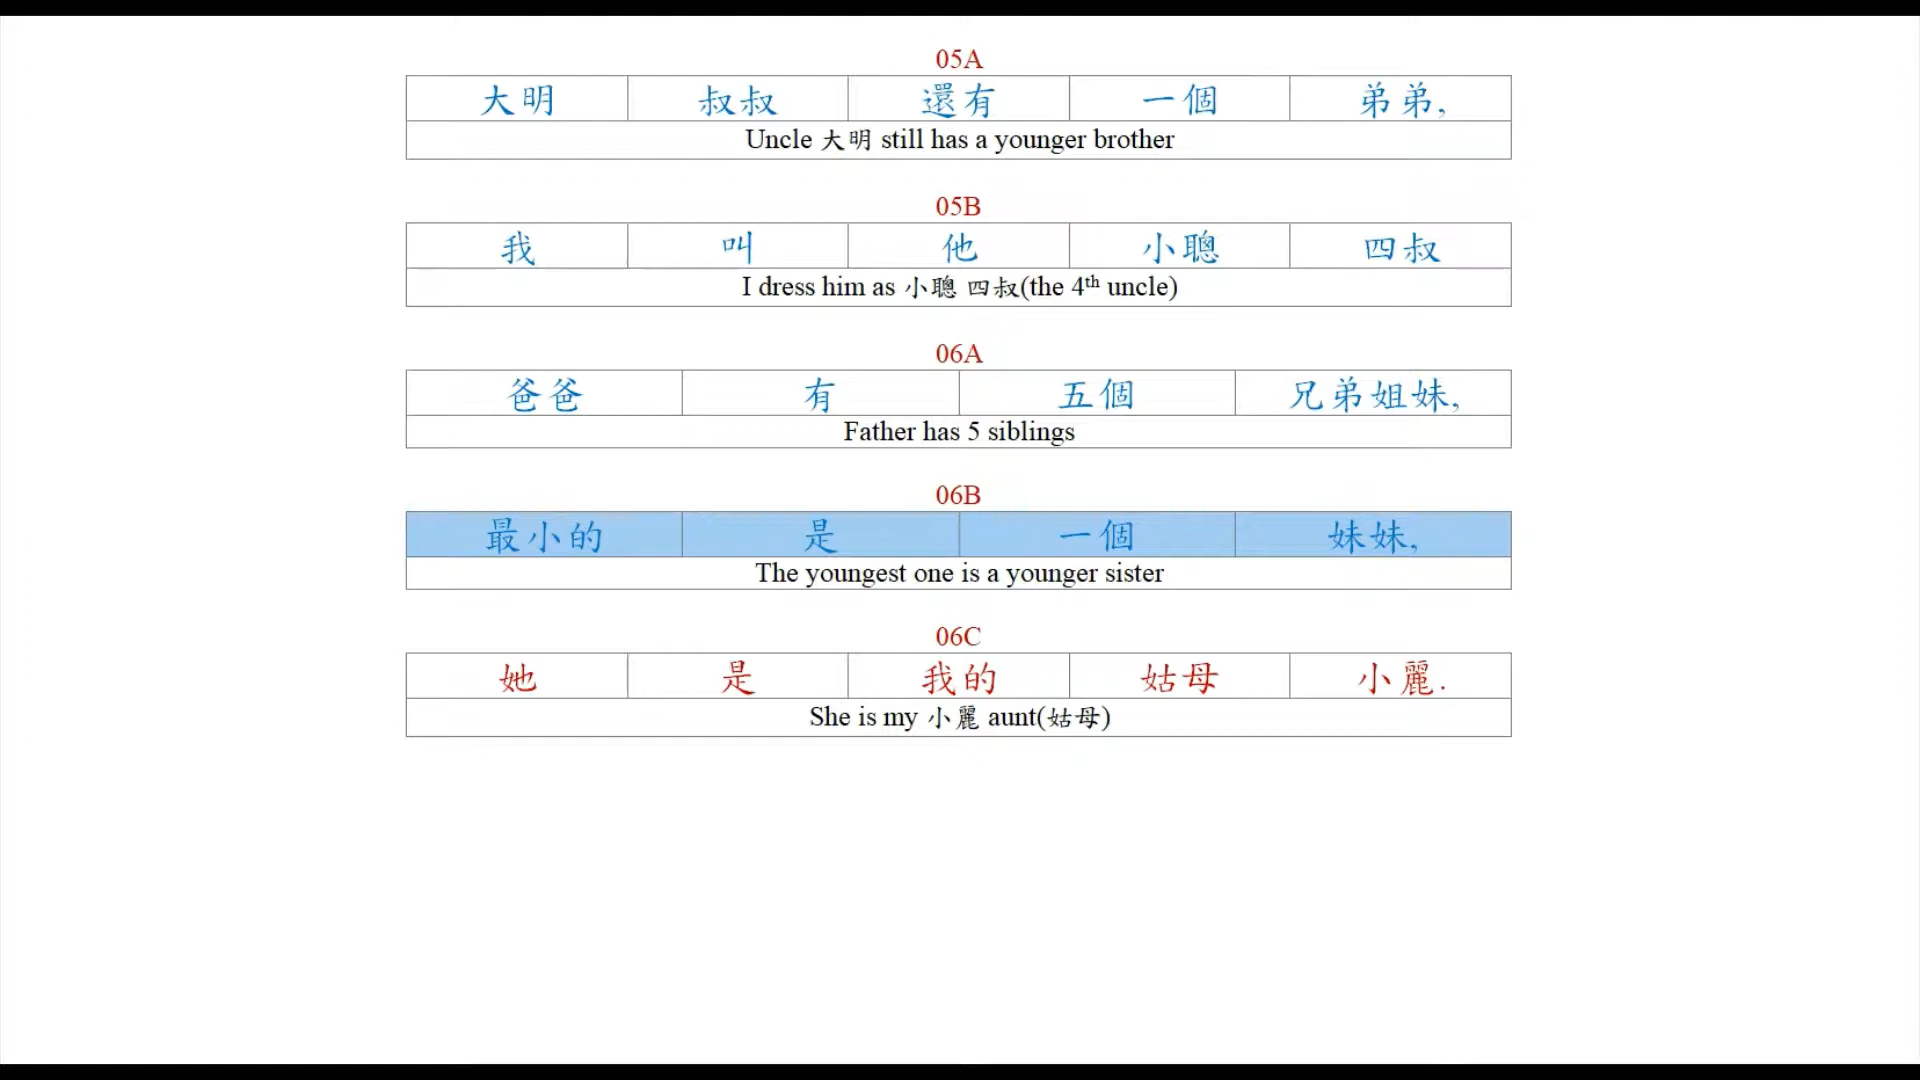 05A
大明 叔叔 還有 一個 弟弟,
Uncle 大明 still has a younger brother
05B
我 叫 他 小聰 四叔
I dress him as 小聰 四叔(the 4th uncle)
06A
爸爸 有 五個 兄弟姐妹,
Father has 5 siblings
06B
最小的 是 一個 妹妹,
The youngest one is a younger sister
06C
她 是 我的 姑母 小麗.
She is my 小麗 aunt(姑母)